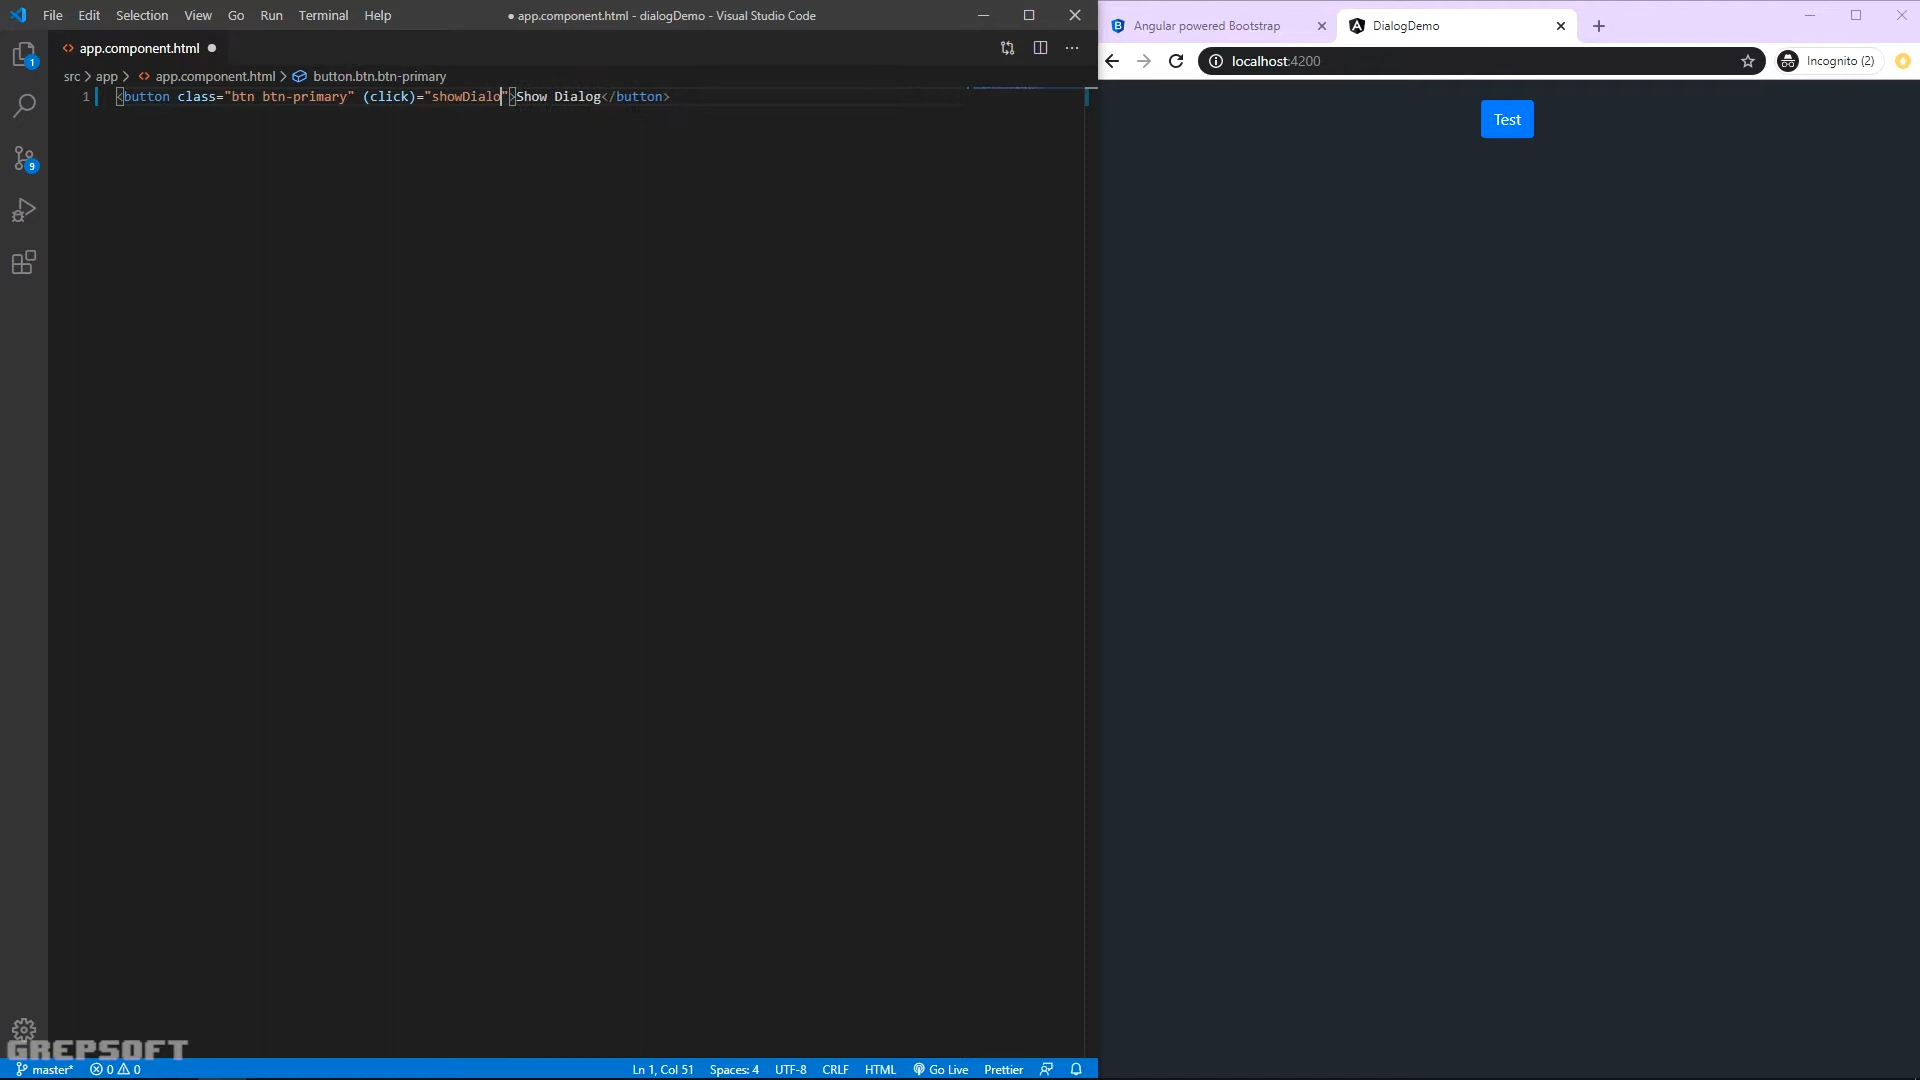 File Edit Selection View Go Run Terminal Help
● app.component.html - dialogDemo - Visual Studio Code
Angular powered Bootstrap
DialogDemo
app.component.html
localhost:4200
Incognito (2)
src > app > app.component.html > button.btn.btn-primary
1 <button class="btn btn-primary" (click)="showDialo">Show Dialog</button>
Test
1
9
GREPSOFT
master* 0 0
Ln 1, Col 51 Spaces: 4 UTF-8 CRLF HTML Go Live Prettier